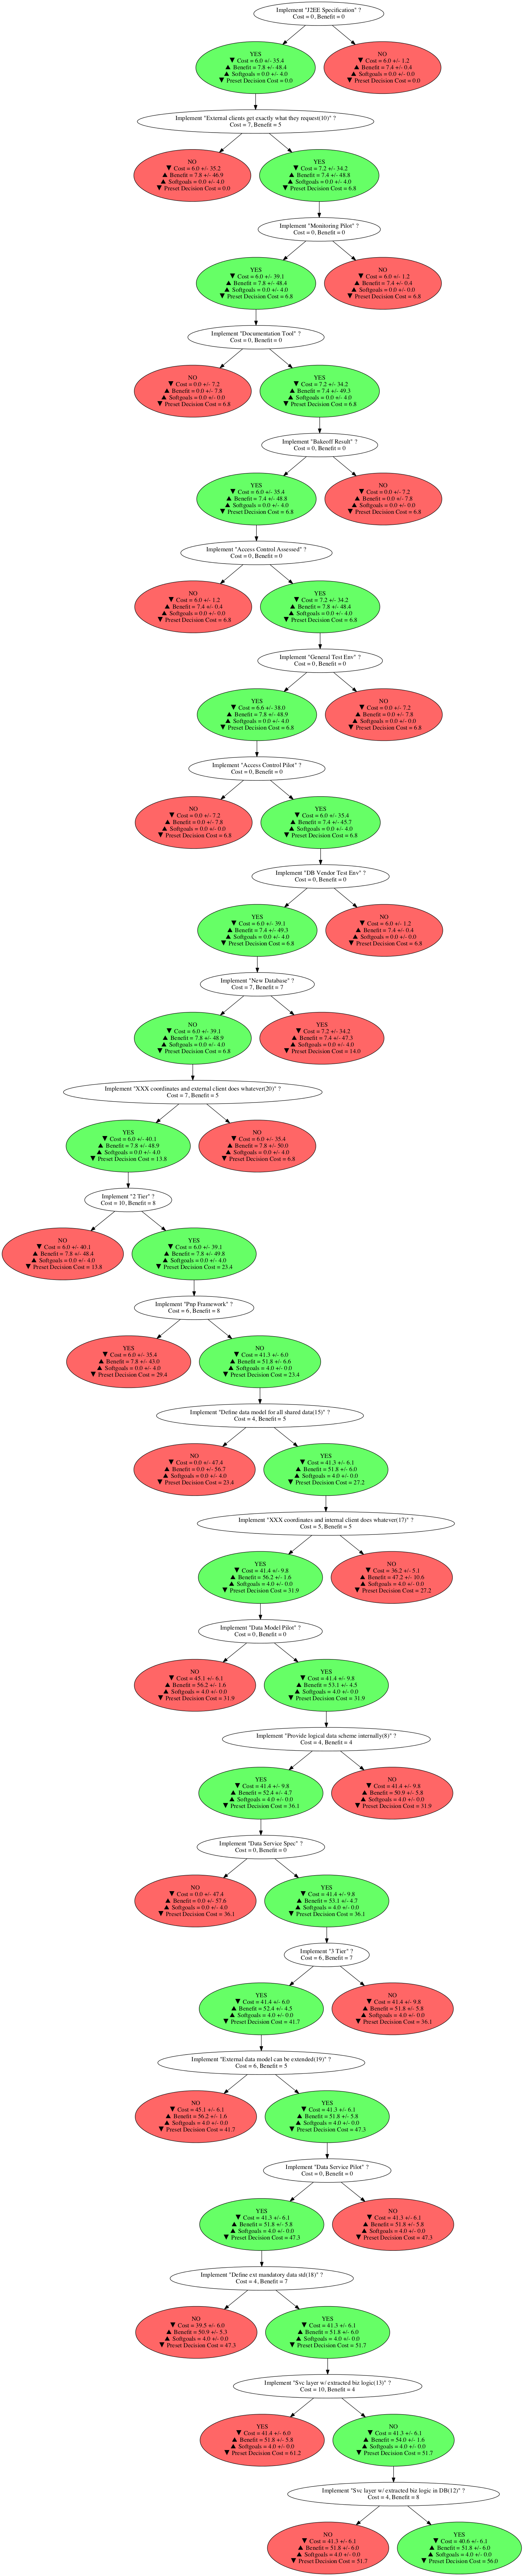 Implement "J2EE Specification" ?
Cost = 0, Benefit = 0
YES
▼ Cost = 6.0 +/- 35.4
▲ Benefit = 7.8 +/- 48.4
▲ Softgoals = 0.0 +/- 4.0
▼ Preset Decision Cost = 0.0
NO
▼ Cost = 6.0 +/- 1.2
▲ Benefit = 7.4 +/- 0.4
▲ Softgoals = 0.0 +/- 0.0
▼ Preset Decision Cost = 0.0
Implement "External clients get exactly what they request(10)" ?
Cost = 7, Benefit = 5
NO
▼ Cost = 6.0 +/- 35.2
▲ Benefit = 7.8 +/- 46.9
▲ Softgoals = 0.0 +/- 4.0
▼ Preset Decision Cost = 0.0
YES
▼ Cost = 7.2 +/- 34.2
▲ Benefit = 7.4 +/- 48.8
▲ Softgoals = 0.0 +/- 4.0
▼ Preset Decision Cost = 6.8
Implement "Monitoring Pilot" ?
Cost = 0, Benefit = 0
YES
▼ Cost = 6.0 +/- 39.1
▲ Benefit = 7.8 +/- 48.4
▲ Softgoals = 0.0 +/- 4.0
▼ Preset Decision Cost = 6.8
NO
▼ Cost = 6.0 +/- 1.2
▲ Benefit = 7.4 +/- 0.4
▲ Softgoals = 0.0 +/- 0.0
▼ Preset Decision Cost = 6.8
Implement "Documentation Tool" ?
Cost = 0, Benefit = 0
NO
▼ Cost = 0.0 +/- 7.2
▲ Benefit = 0.0 +/- 7.8
▲ Softgoals = 0.0 +/- 0.0
▼ Preset Decision Cost = 6.8
YES
▼ Cost = 7.2 +/- 34.2
▲ Benefit = 7.4 +/- 49.3
▲ Softgoals = 0.0 +/- 4.0
▼ Preset Decision Cost = 6.8
Implement "Bakeoff Result" ?
Cost = 0, Benefit = 0
YES
▼ Cost = 6.0 +/- 35.4
▲ Benefit = 7.4 +/- 48.8
▲ Softgoals = 0.0 +/- 4.0
▼ Preset Decision Cost = 6.8
NO
▼ Cost = 0.0 +/- 7.2
▲ Benefit = 0.0 +/- 7.8
▲ Softgoals = 0.0 +/- 0.0
▼ Preset Decision Cost = 6.8
Implement "Access Control Assessed" ?
Cost = 0, Benefit = 0
NO
▼ Cost = 6.0 +/- 1.2
▲ Benefit = 7.4 +/- 0.4
▲ Softgoals = 0.0 +/- 0.0
▼ Preset Decision Cost = 6.8
YES
▼ Cost = 7.2 +/- 34.2
▲ Benefit = 7.8 +/- 48.4
▲ Softgoals = 0.0 +/- 4.0
▼ Preset Decision Cost = 6.8
Implement "General Test Env" ?
Cost = 0, Benefit = 0
YES
▼ Cost = 6.6 +/- 38.0
▲ Benefit = 7.8 +/- 48.9
▲ Softgoals = 0.0 +/- 4.0
▼ Preset Decision Cost = 6.8
NO
▼ Cost = 0.0 +/- 7.2
▲ Benefit = 0.0 +/- 7.8
▲ Softgoals = 0.0 +/- 0.0
▼ Preset Decision Cost = 6.8
Implement "Access Control Pilot" ?
Cost = 0, Benefit = 0
NO
▼ Cost = 0.0 +/- 7.2
▲ Benefit = 0.0 +/- 7.8
▲ Softgoals = 0.0 +/- 0.0
▼ Preset Decision Cost = 6.8
YES
▼ Cost = 6.0 +/- 35.4
▲ Benefit = 7.4 +/- 45.7
▲ Softgoals = 0.0 +/- 4.0
▼ Preset Decision Cost = 6.8
Implement "DB Vendor Test Env" ?
Cost = 0, Benefit = 0
YES
▼ Cost = 6.0 +/- 39.1
▲ Benefit = 7.4 +/- 49.3
▲ Softgoals = 0.0 +/- 4.0
▼ Preset Decision Cost = 6.8
NO
▼ Cost = 6.0 +/- 1.2
▲ Benefit = 7.4 +/- 0.4
▲ Softgoals = 0.0 +/- 0.0
▼ Preset Decision Cost = 6.8
Implement "New Database" ?
Cost = 7, Benefit = 7
NO
▼ Cost = 6.0 +/- 39.1
▲ Benefit = 7.8 +/- 48.9
▲ Softgoals = 0.0 +/- 4.0
▼ Preset Decision Cost = 6.8
YES
▼ Cost = 7.2 +/- 34.2
▲ Benefit = 7.4 +/- 47.3
▲ Softgoals = 0.0 +/- 4.0
▼ Preset Decision Cost = 14.0
Implement "XXX coordinates and external client does whatever(20)" ?
Cost = 7, Benefit = 5
YES
▼ Cost = 6.0 +/- 40.1
▲ Benefit = 7.8 +/- 48.9
▲ Softgoals = 0.0 +/- 4.0
▼ Preset Decision Cost = 13.8
NO
▼ Cost = 6.0 +/- 35.4
▲ Benefit = 7.8 +/- 50.0
▲ Softgoals = 0.0 +/- 4.0
▼ Preset Decision Cost = 6.8
Implement "2 Tier" ?
Cost = 10, Benefit = 8
NO
▼ Cost = 6.0 +/- 40.1
▲ Benefit = 7.8 +/- 48.4
▲ Softgoals = 0.0 +/- 4.0
▼ Preset Decision Cost = 13.8
YES
▼ Cost = 6.0 +/- 39.1
▲ Benefit = 7.8 +/- 49.8
▲ Softgoals = 0.0 +/- 4.0
▼ Preset Decision Cost = 23.4
Implement "Pnp Framework" ?
Cost = 6, Benefit = 8
YES
▼ Cost = 6.0 +/- 35.4
▲ Benefit = 7.8 +/- 43.0
▲ Softgoals = 0.0 +/- 4.0
▼ Preset Decision Cost = 29.4
NO
▼ Cost = 41.3 +/- 6.0
▲ Benefit = 51.8 +/- 6.6
▲ Softgoals = 4.0 +/- 0.0
▼ Preset Decision Cost = 23.4
Implement "Define data model for all shared data(15)" ?
Cost = 4, Benefit = 5
NO
▼ Cost = 0.0 +/- 47.4
▲ Benefit = 0.0 +/- 56.7
▲ Softgoals = 0.0 +/- 4.0
▼ Preset Decision Cost = 23.4
YES
▼ Cost = 41.3 +/- 6.1
▲ Benefit = 51.8 +/- 6.0
▲ Softgoals = 4.0 +/- 0.0
▼ Preset Decision Cost = 27.2
Implement "XXX coordinates and internal client does whatever(17)" ?
Cost = 5, Benefit = 5
YES
▼ Cost = 41.4 +/- 9.8
▲ Benefit = 56.2 +/- 1.6
▲ Softgoals = 4.0 +/- 0.0
▼ Preset Decision Cost = 31.9
NO
▼ Cost = 36.2 +/- 5.1
▲ Benefit = 47.2 +/- 10.6
▲ Softgoals = 4.0 +/- 0.0
▼ Preset Decision Cost = 27.2
Implement "Data Model Pilot" ?
Cost = 0, Benefit = 0
NO
▼ Cost = 45.1 +/- 6.1
▲ Benefit = 56.2 +/- 1.6
▲ Softgoals = 4.0 +/- 0.0
▼ Preset Decision Cost = 31.9
YES
▼ Cost = 41.4 +/- 9.8
▲ Benefit = 53.1 +/- 4.5
▲ Softgoals = 4.0 +/- 0.0
▼ Preset Decision Cost = 31.9
Implement "Provide logical data scheme internally(8)" ?
Cost = 4, Benefit = 4
YES
▼ Cost = 41.4 +/- 9.8
▲ Benefit = 52.4 +/- 4.7
▲ Softgoals = 4.0 +/- 0.0
▼ Preset Decision Cost = 36.1
NO
▼ Cost = 41.4 +/- 9.8
▲ Benefit = 50.9 +/- 5.8
▲ Softgoals = 4.0 +/- 0.0
▼ Preset Decision Cost = 31.9
Implement "Data Service Spec" ?
Cost = 0, Benefit = 0
NO
▼ Cost = 0.0 +/- 47.4
▲ Benefit = 0.0 +/- 57.6
▲ Softgoals = 0.0 +/- 4.0
▼ Preset Decision Cost = 36.1
YES
▼ Cost = 41.4 +/- 9.8
▲ Benefit = 53.1 +/- 4.7
▲ Softgoals = 4.0 +/- 0.0
▼ Preset Decision Cost = 36.1
Implement "3 Tier" ?
Cost = 6, Benefit = 7
YES
▼ Cost = 41.4 +/- 6.0
▲ Benefit = 52.4 +/- 4.5
▲ Softgoals = 4.0 +/- 0.0
▼ Preset Decision Cost = 41.7
NO
▼ Cost = 41.4 +/- 9.8
▲ Benefit = 51.8 +/- 5.8
▲ Softgoals = 4.0 +/- 0.0
▼ Preset Decision Cost = 36.1
Implement "External data model can be extended(19)" ?
Cost = 6, Benefit = 5
NO
▼ Cost = 45.1 +/- 6.1
▲ Benefit = 56.2 +/- 1.6
▲ Softgoals = 4.0 +/- 0.0
▼ Preset Decision Cost = 41.7
YES
▼ Cost = 41.3 +/- 6.1
▲ Benefit = 51.8 +/- 5.8
▲ Softgoals = 4.0 +/- 0.0
▼ Preset Decision Cost = 47.3
Implement "Data Service Pilot" ?
Cost = 0, Benefit = 0
YES
▼ Cost = 41.3 +/- 6.1
▲ Benefit = 51.8 +/- 5.8
▲ Softgoals = 4.0 +/- 0.0
▼ Preset Decision Cost = 47.3
NO
▼ Cost = 41.3 +/- 6.1
▲ Benefit = 51.8 +/- 5.8
▲ Softgoals = 4.0 +/- 0.0
▼ Preset Decision Cost = 47.3
Implement "Define ext mandatory data std(18)" ?
Cost = 4, Benefit = 7
NO
▼ Cost = 39.5 +/- 6.0
▲ Benefit = 50.9 +/- 5.3
▲ Softgoals = 4.0 +/- 0.0
▼ Preset Decision Cost = 47.3
YES
▼ Cost = 41.3 +/- 6.1
▲ Benefit = 51.8 +/- 6.0
▲ Softgoals = 4.0 +/- 0.0
▼ Preset Decision Cost = 51.7
Implement "Svc layer w/ extracted biz logic(13)" ?
Cost = 10, Benefit = 4
YES
▼ Cost = 41.4 +/- 6.0
▲ Benefit = 51.8 +/- 5.8
▲ Softgoals = 4.0 +/- 0.0
▼ Preset Decision Cost = 61.2
NO
▼ Cost = 41.3 +/- 6.1
▲ Benefit = 54.0 +/- 1.6
▲ Softgoals = 4.0 +/- 0.0
▼ Preset Decision Cost = 51.7
Implement "Svc layer w/ extracted biz logic in DB(12)" ?
Cost = 4, Benefit = 8
NO
▼ Cost = 41.3 +/- 6.1
▲ Benefit = 51.8 +/- 6.0
▲ Softgoals = 4.0 +/- 0.0
▼ Preset Decision Cost = 51.7
YES
▼ Cost = 40.6 +/- 6.1
▲ Benefit = 51.8 +/- 6.0
▲ Softgoals = 4.0 +/- 0.0
▼ Preset Decision Cost = 56.0